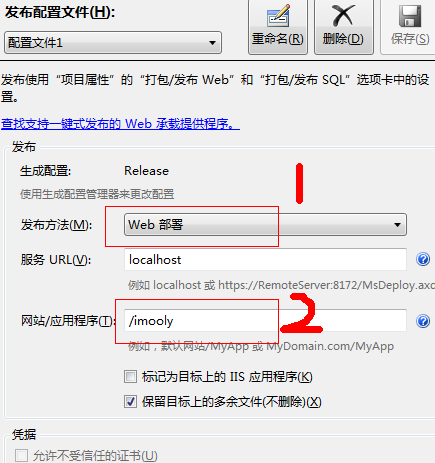 发布配置文件(H):
配置文件1
重命名(R)
删除(D)
保存(S)
发布使用“项目属性”的“打包/发布 Web”和“打包/发布 SQL”选项卡中的设
置。
查找支持一键式发布的 Web 承载提供程序。
发布
生成配置: Release
使用生成配置管理器来更改配置
1
发布方法(M): Web 部署
服务 URL(V): localhost
例如 localhost 或 https://RemoteServer:8172/MsDeploy.axd
2
网站/应用程序(T): /imooly
例如，默认网站/MyApp 或 MyDomain.com/MyApp
标记为目标上的 IIS 应用程序(K)
保留目标上的多余文件(不删除)(X)
凭据
允许不受信任的证书(U)